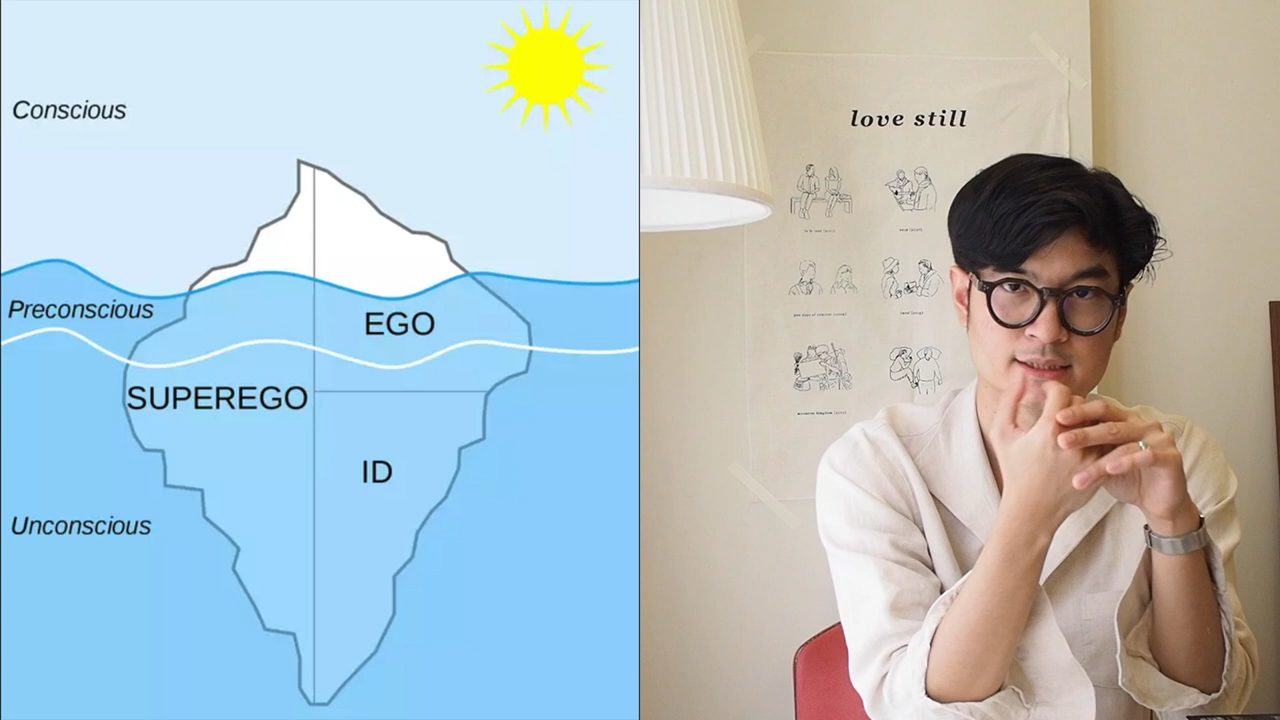 Conscious
Preconscious
EGO
SUPEREGO
ID
Unconscious
love still